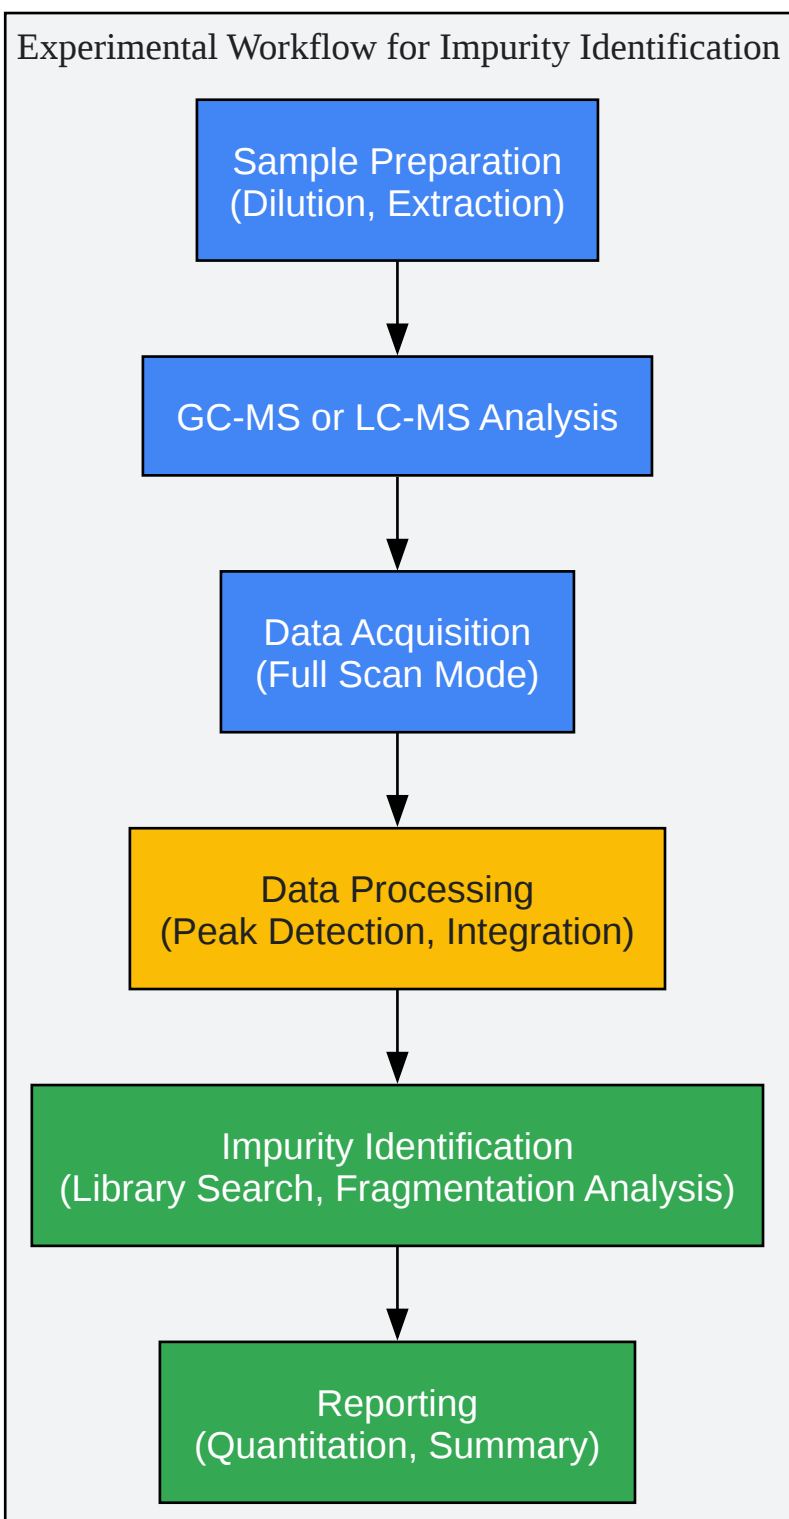 Experimental Workflow for Impurity Identification
Sample Preparation
(Dilution, Extraction)
GC-MS or LC-MS Analysis
Data Acquisition
(Full Scan Mode)
Data Processing
(Peak Detection, Integration)
Impurity Identification
(Library Search, Fragmentation Analysis)
Reporting
(Quantitation, Summary)